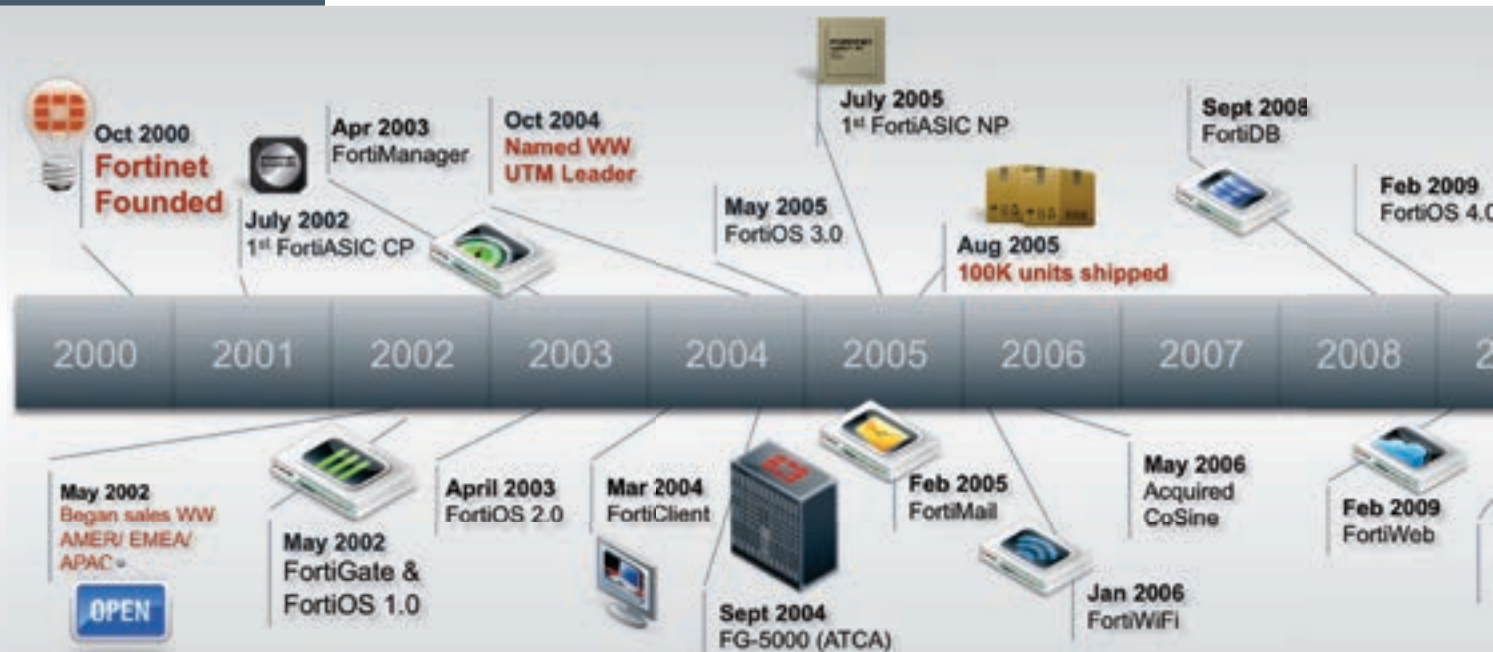 Oct 2000
Fortinet
Founded
July 2002
1st FortiASIC CP
Apr 2003
FortiManager
Oct 2004
Named WW
UTM Leader
May 2005
FortiOS 3.0
July 2005
1st FortiASIC NP
Aug 2005
100K units shipped
Sept 2008
FortiDB
Feb 2009
FortiOS 4.0
2000
2001
2002
2003
2004
2005
2006
2007
2008
2
May 2002
Began sales WW
AMER/ EMEA/
APAC
OPEN
May 2002
FortiGate &
FortiOS 1.0
April 2003
FortiOS 2.0
Mar 2004
FortiClient
Sept 2004
FG-5000 (ATCA)
Feb 2005
FortiMail
Jan 2006
FortiWiFi
May 2006
Acquired
CoSine
Feb 2009
FortiWeb